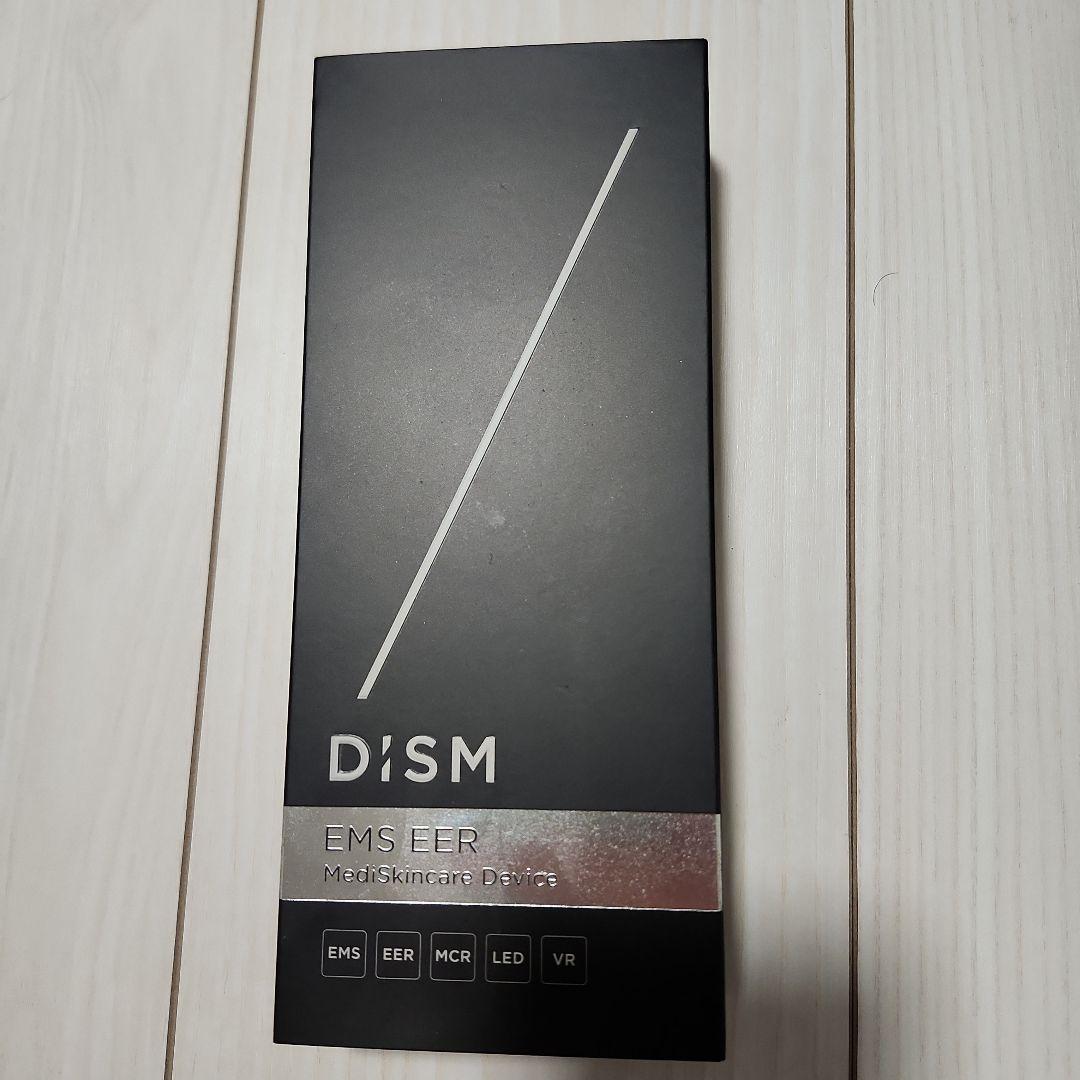 DISM
EMS EER
MediSkincare Device
EMS EER MCR LED VR